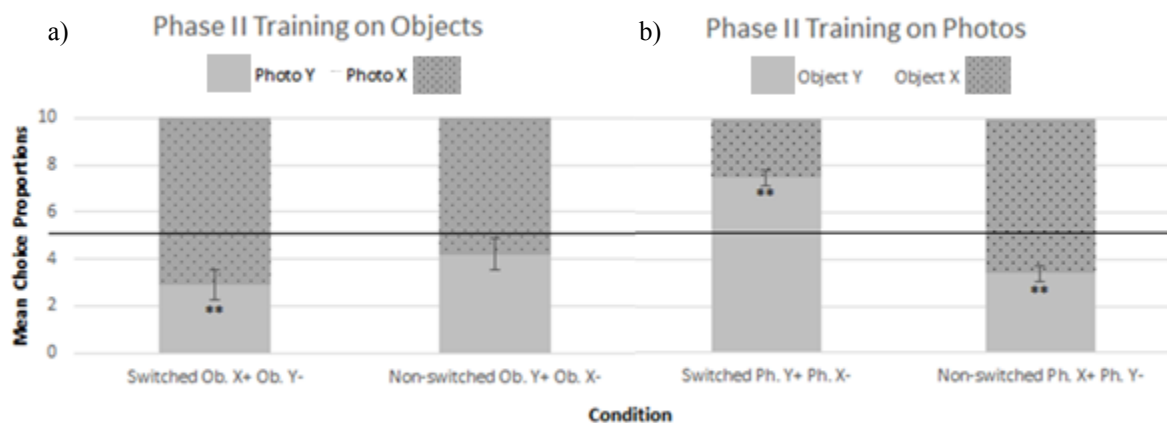 a)
Phase II Training on Objects
Photo Y
Photo X
b)
Phase II Training on Photos
Object Y
Object X
Mean Choice Proportions
10
8
6
4
2
0
**
**
**
Switched Ob. X+ Ob. Y-
Non-switched Ob. Y+ Ob. X-
Switched Ph. Y+ Ph. X-
Non-switched Ph. X+ Ph. Y-
Condition